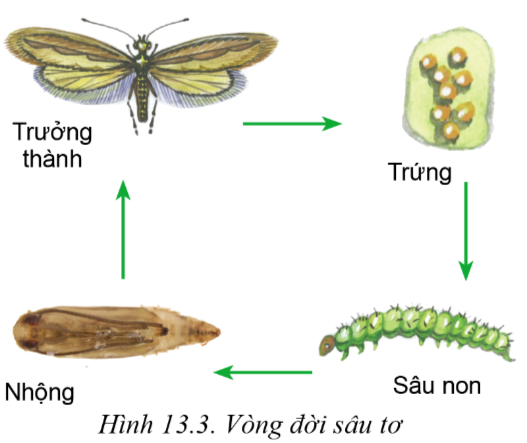 Trưởng
thành
Trứng
Nhộng
Sâu non
Hình 13.3. Vòng đời sâu tơ